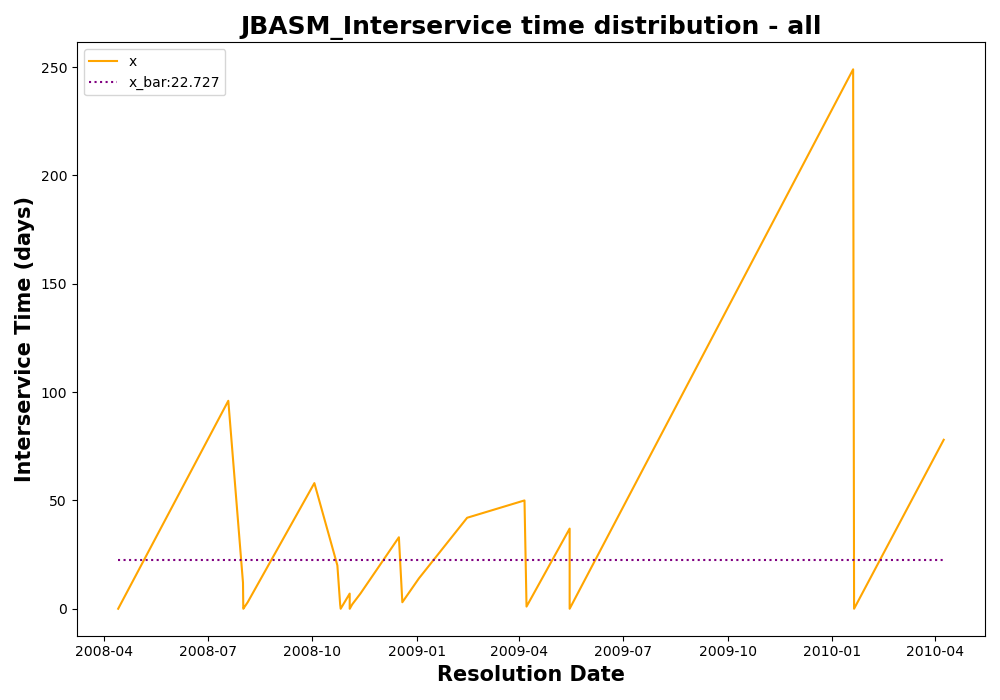 JBASM_Interservice time distribution - all
x
x_bar:22.727
Interservice Time (days)
250
200
150
100
50
0
2008-04 2008-07 2008-10 2009-01 2009-04 2009-07 2009-10 2010-01 2010-04
Resolution Date